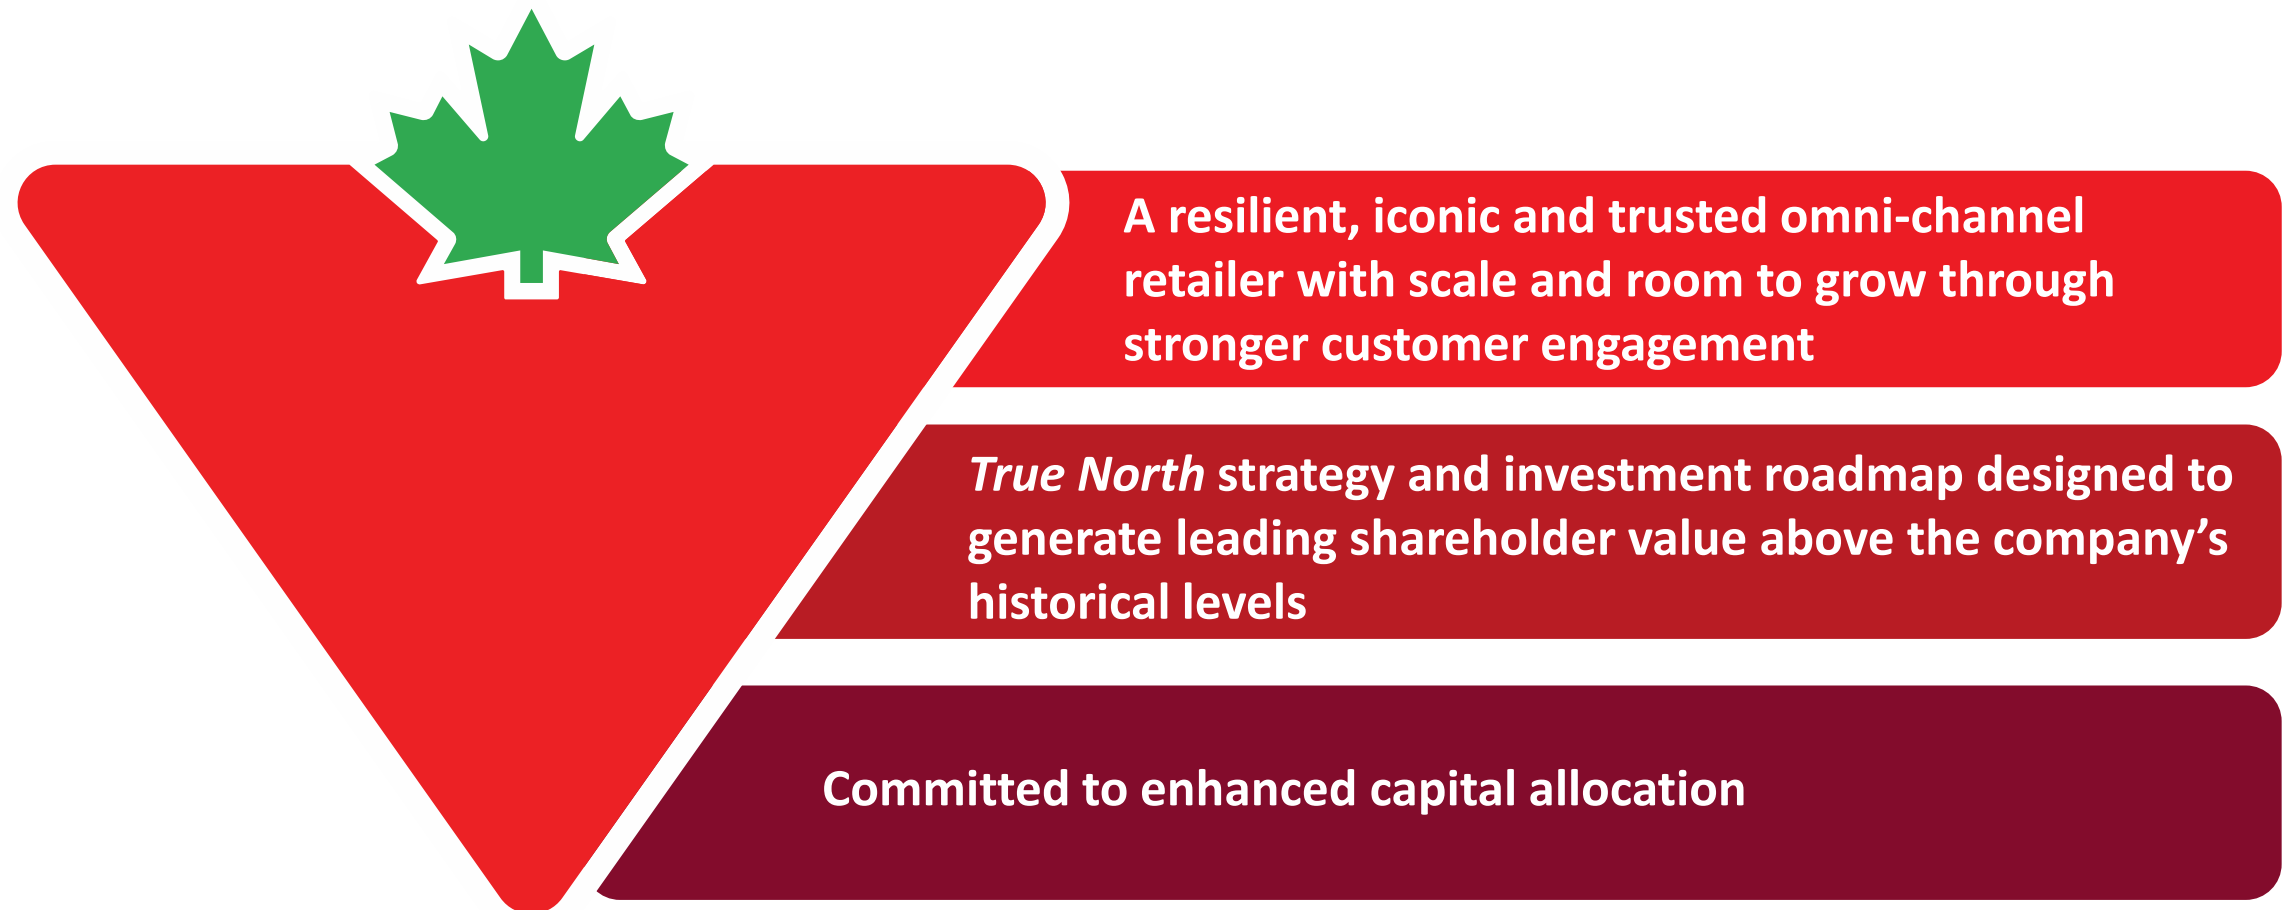 A resilient, iconic and trusted omni-channel
retailer with scale and room to grow through
stronger customer engagement
True North strategy and investment roadmap designed to
generate leading shareholder value above the company’s
historical levels
Committed to enhanced capital allocation